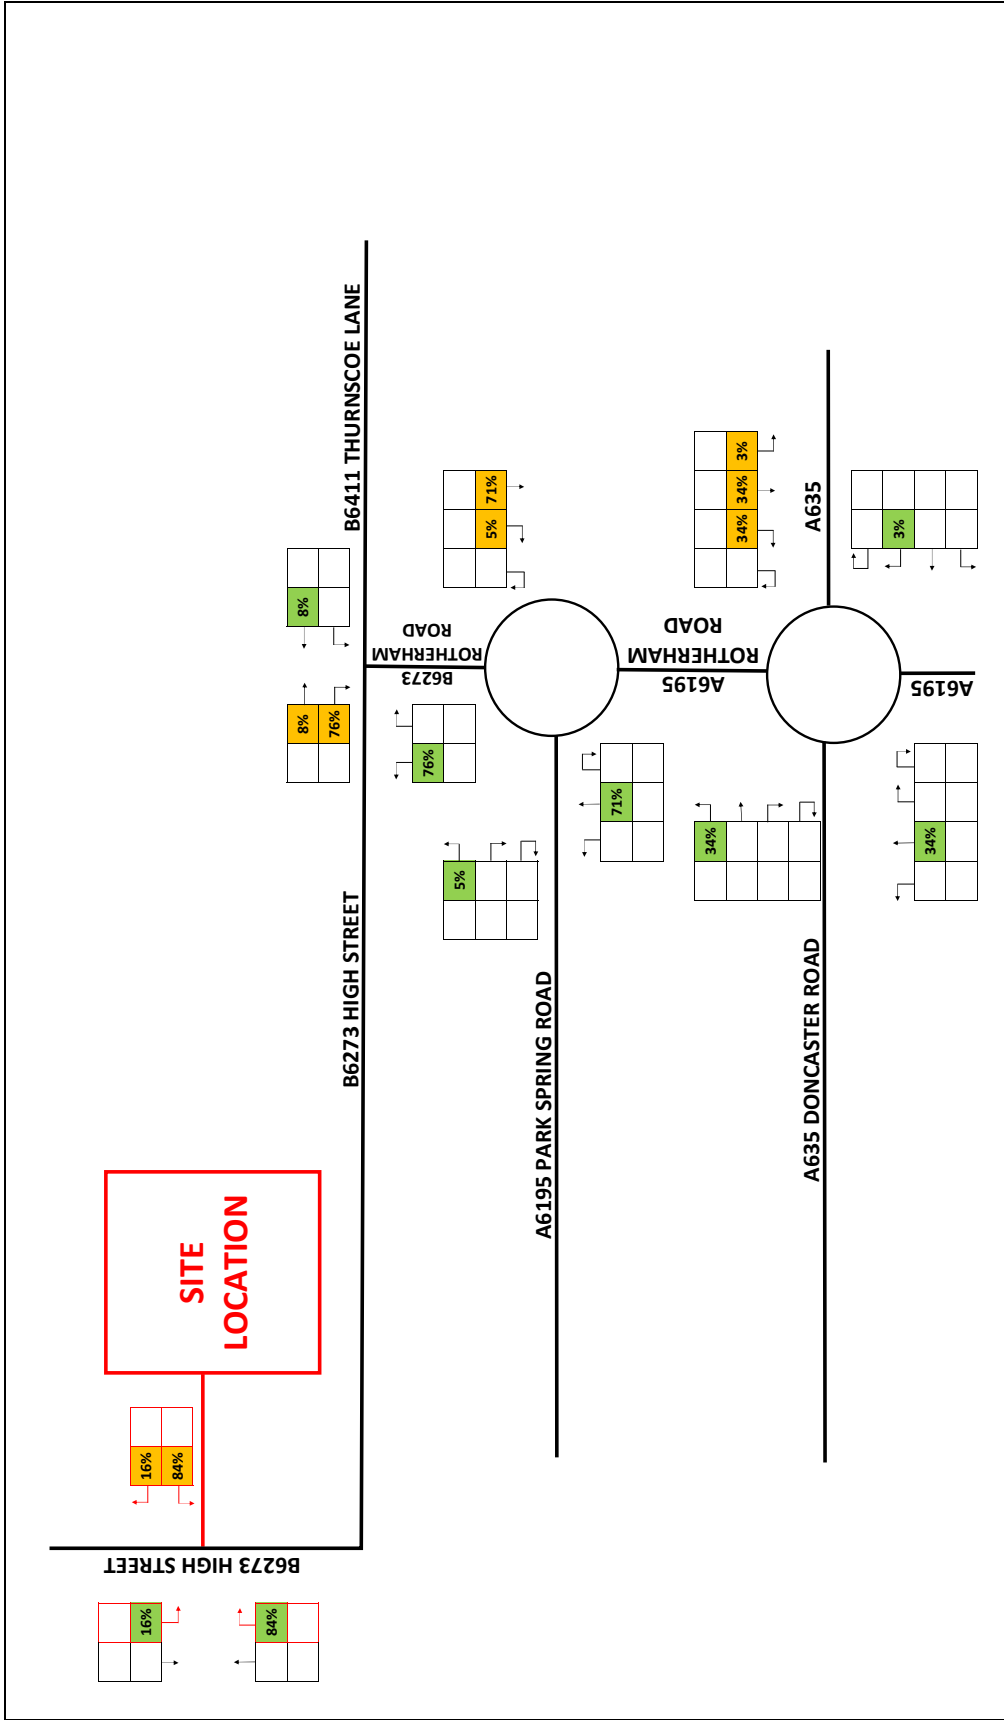 16%
16%
84%
SITE
LOCATION
B6273 HIGH STREET
84%
8%
8%
76%
B6273 HIGH STREET
B6411 THURNSCOE LANE
76%
B6273
ROTHERHAM
ROAD
5%
5% 71%
A6195 PARK SPRING ROAD
71%
A6195
ROTHERHAM
ROAD
34%
34% 34% 3%
A635 DONCASTER ROAD
A635
3%
34%
A6195